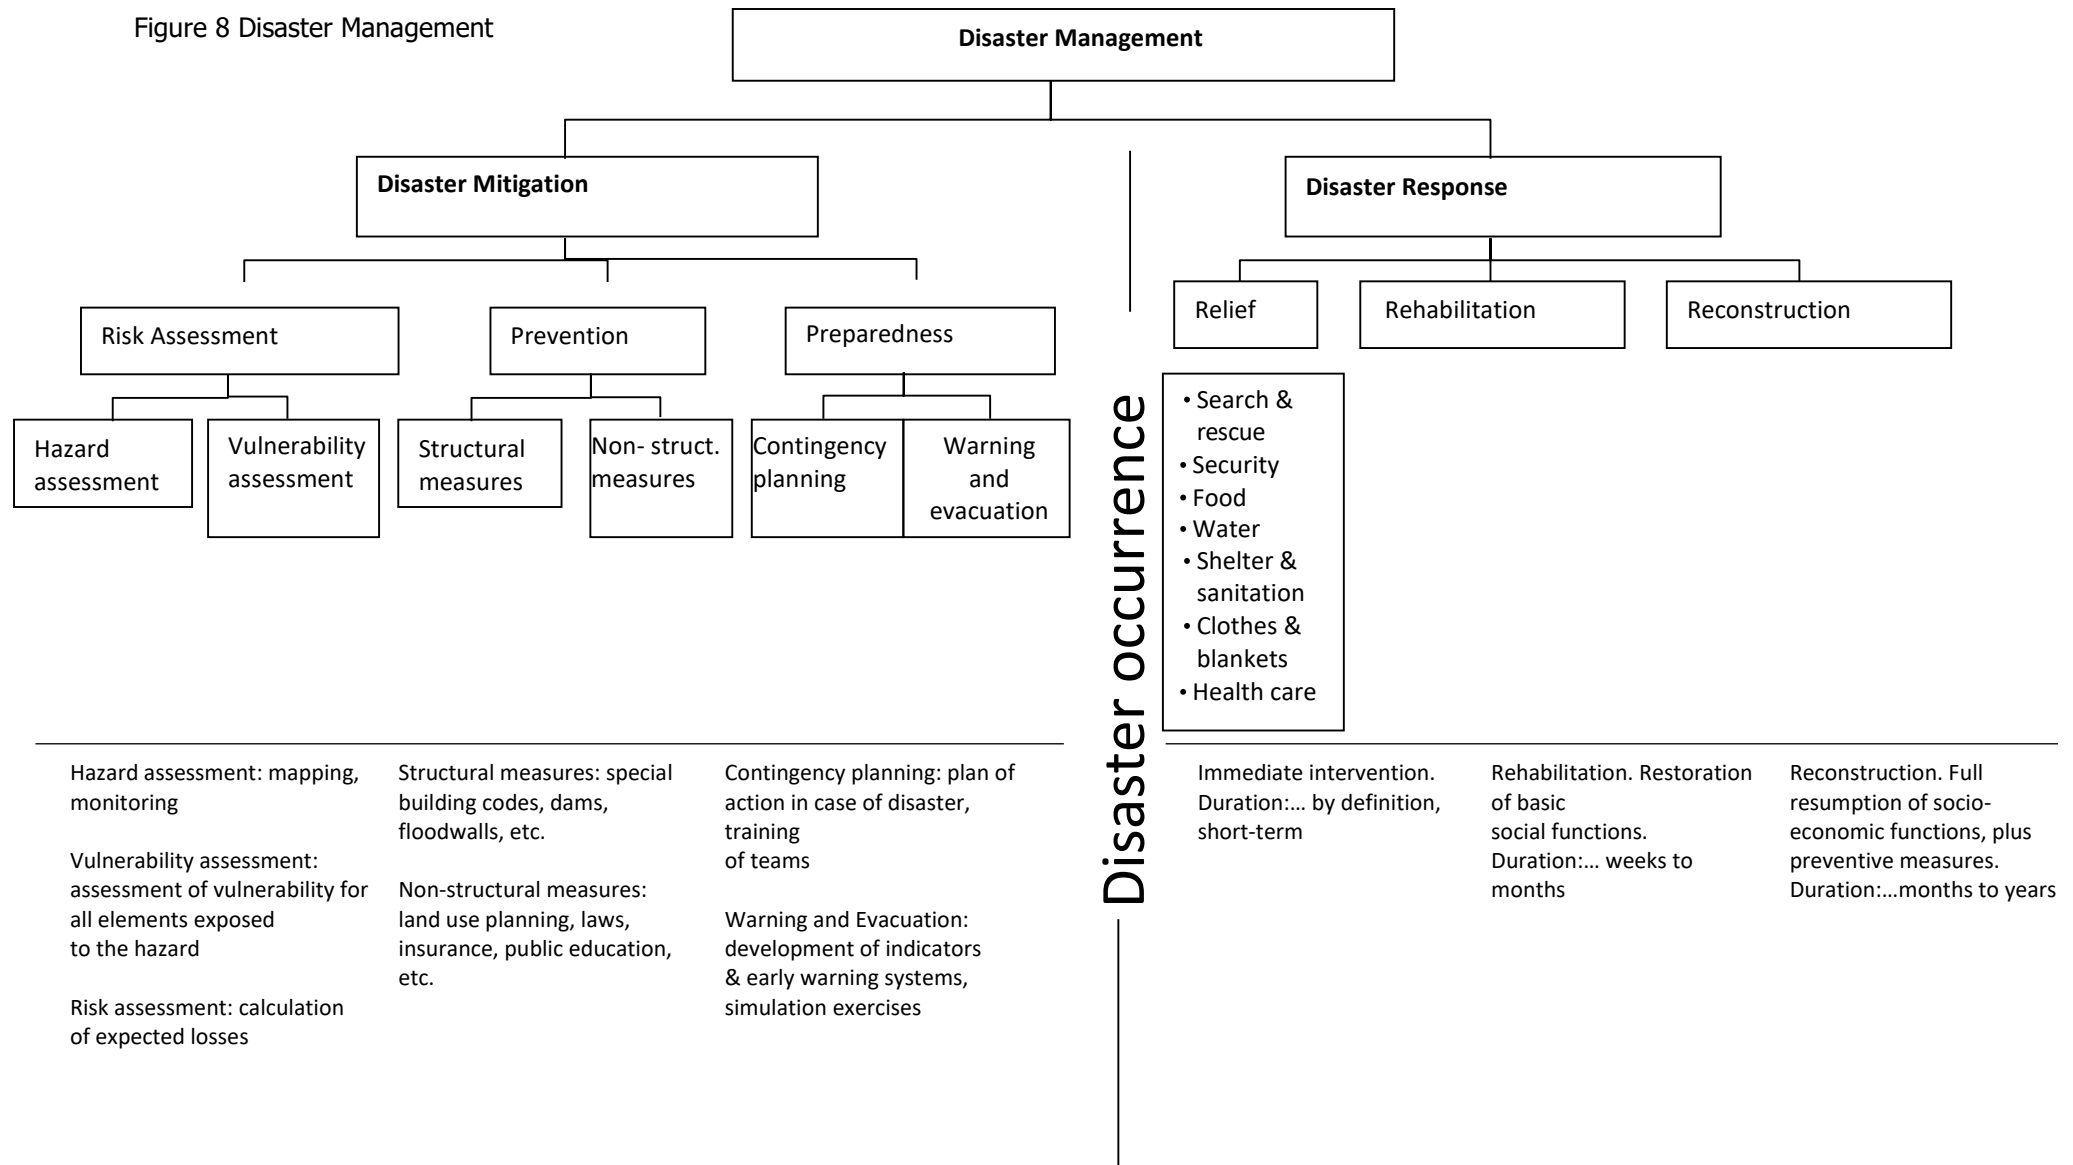 Figure 8 Disaster Management
Disaster Management
Disaster Mitigation
Disaster Response
Risk Assessment
Prevention
Preparedness
Relief
Rehabilitation
Reconstruction
Hazard
assessment
Vulnerability
assessment
Structural
measures
Non- struct.
measures
Contingency
planning
Warning
and
evacuation
Disaster occurrence
• Search &
rescue
• Security
• Food
• Water
• Shelter &
sanitation
• Clothes &
blankets
• Health care
Hazard assessment: mapping,
monitoring
Vulnerability assessment:
assessment of vulnerability for
all elements exposed
to the hazard
Risk assessment: calculation
of expected losses
Structural measures: special
building codes, dams,
floodwalls, etc.
Non-structural measures:
land use planning, laws,
insurance, public education,
etc.
Contingency planning: plan of
action in case of disaster,
training
of teams
Warning and Evacuation:
development of indicators
& early warning systems,
simulation exercises
Immediate intervention.
Duration:... by definition,
short-term
Rehabilitation. Restoration
of basic
social functions.
Duration:... weeks to
months
Reconstruction. Full
resumption of socio-
economic functions, plus
preventive measures.
Duration:...months to years